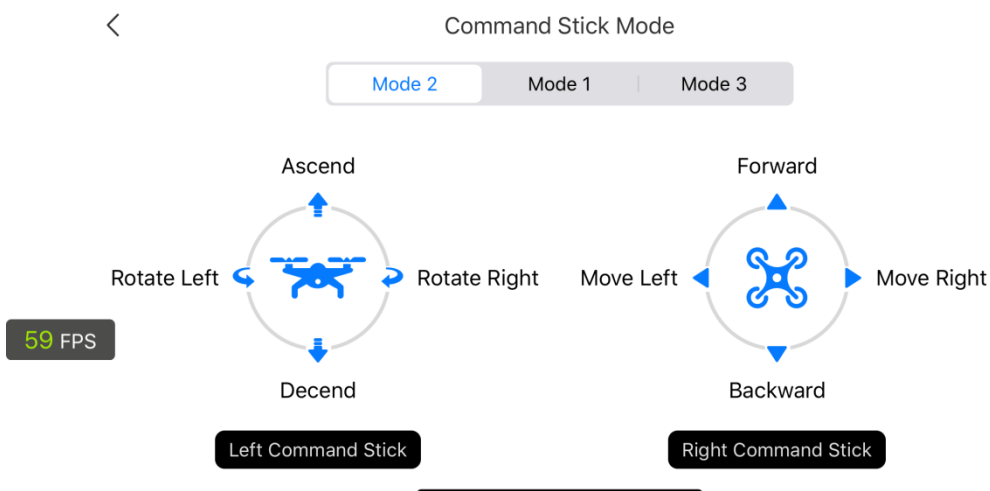 Command Stick Mode
Mode 2 Mode 1 Mode 3
Ascend
Forward
Rotate Left Rotate Right
Move Left Move Right
59 FPS
Decend
Backward
Left Command Stick
Right Command Stick